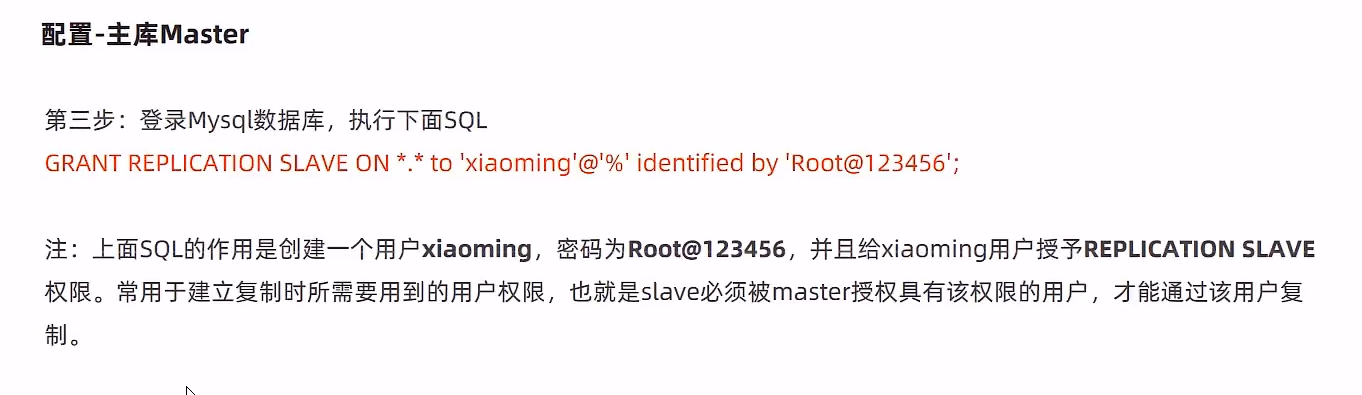 配置-主库Master
第三步：登录Mysql数据库，执行下面SQL
GRANT REPLICATION SLAVE ON *.* to 'xiaoming'@'%' identified by 'Root@123456';
注：上面SQL的作用是创建一个用户xiaoming，密码为Root@123456，并且给xiaoming用户授予REPLICATION SLAVE
权限。常用于建立复制时所需要用到的用户权限，也就是slave必须被master授权具有该权限的用户，才能通过该用户复
制。